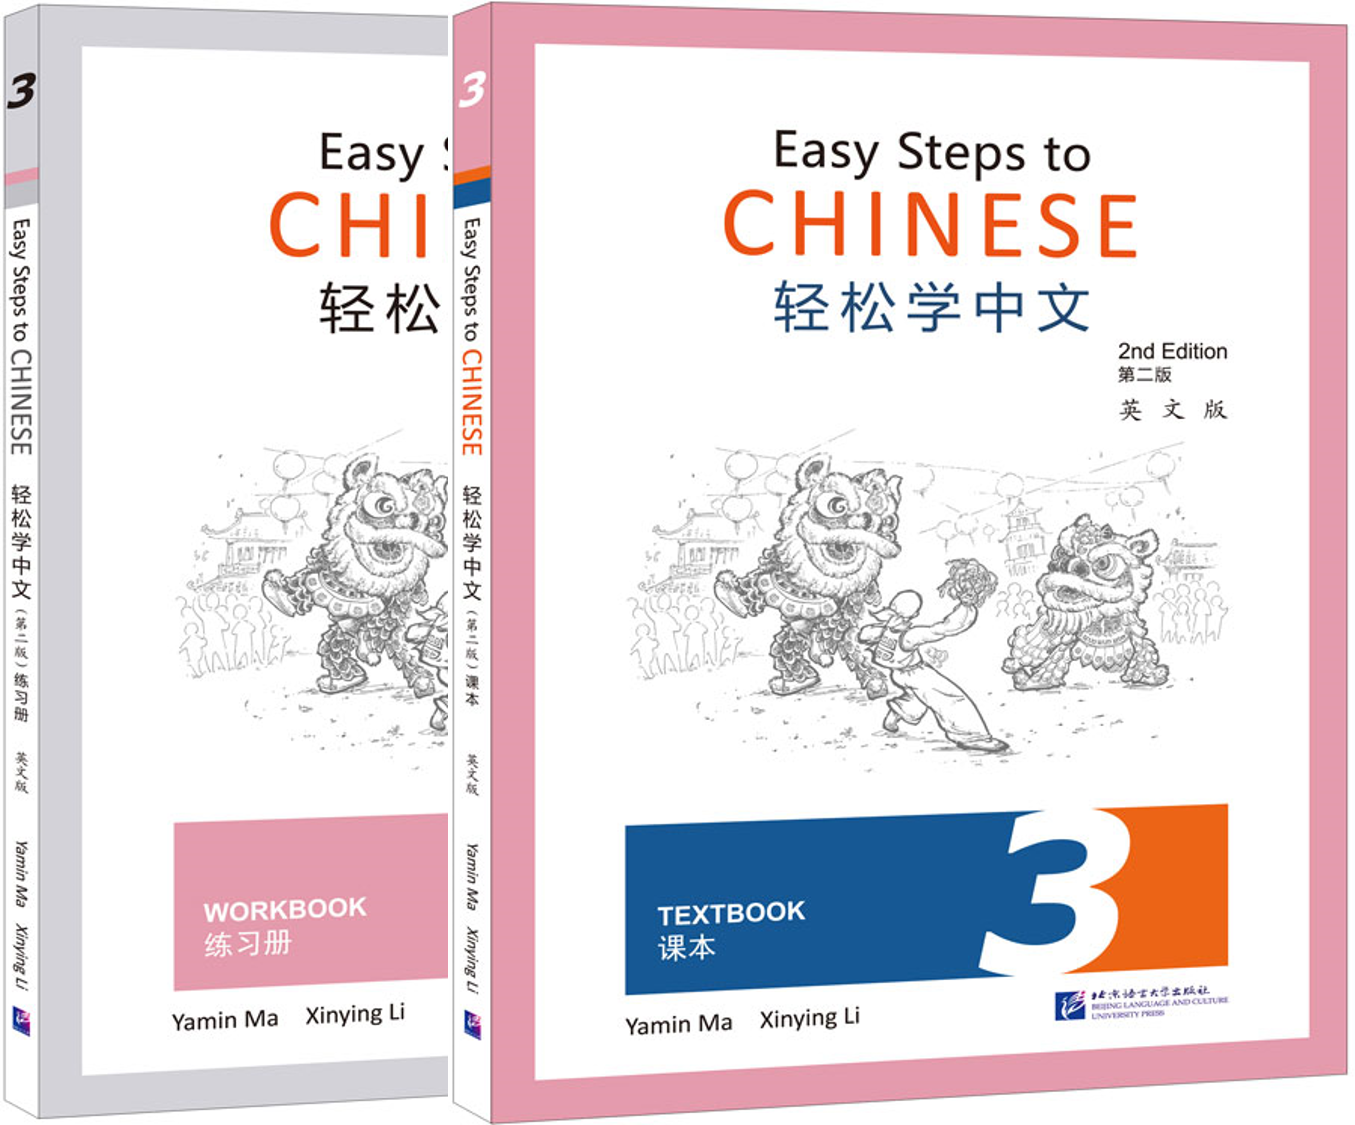 3
Easy Steps to CHINESE 轻松学中文（第二版）练习册 英文版 Yamin Ma Xinying Li
Easy S
CHI
轻松
WORKBOOK
练习册
Yamin Ma Xinying Li
3
Easy Steps to CHINESE 轻松学中文（第二版）课本 英文版 Yamin Ma Xinying Li
Easy Steps to
CHINESE
轻松学中文
2nd Edition
第二版
英文版
TEXTBOOK
课本
3
Yamin Ma Xinying Li
北京语言大学出版社
BEIJING LANGUAGE AND CULTURE
UNIVERSITY PRESS